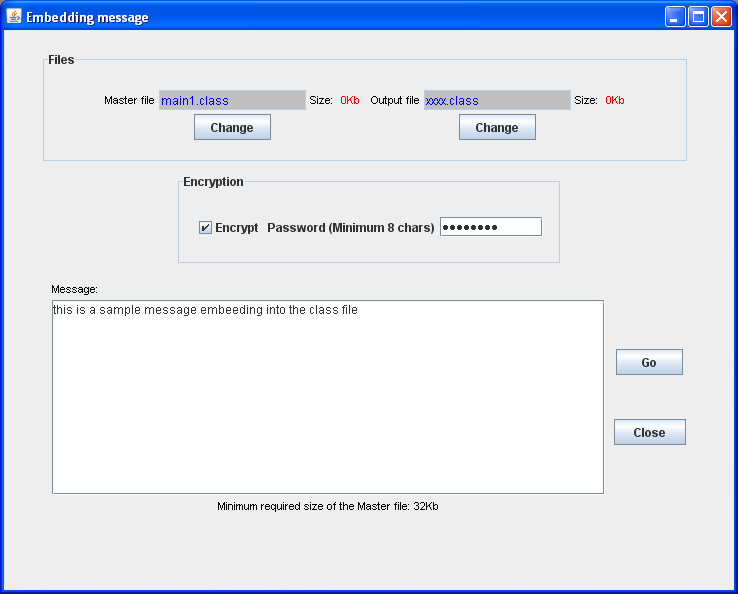 Embedding message
Files
Master file main1.class Size: 0Kb Output file xxxx.class Size: 0Kb
Change Change
Encryption
Encrypt Password (Minimum 8 chars) ●●●●●●●●
Message:
this is a sample message embeeding into the class file
Go
Close
Minimum required size of the Master file: 32Kb